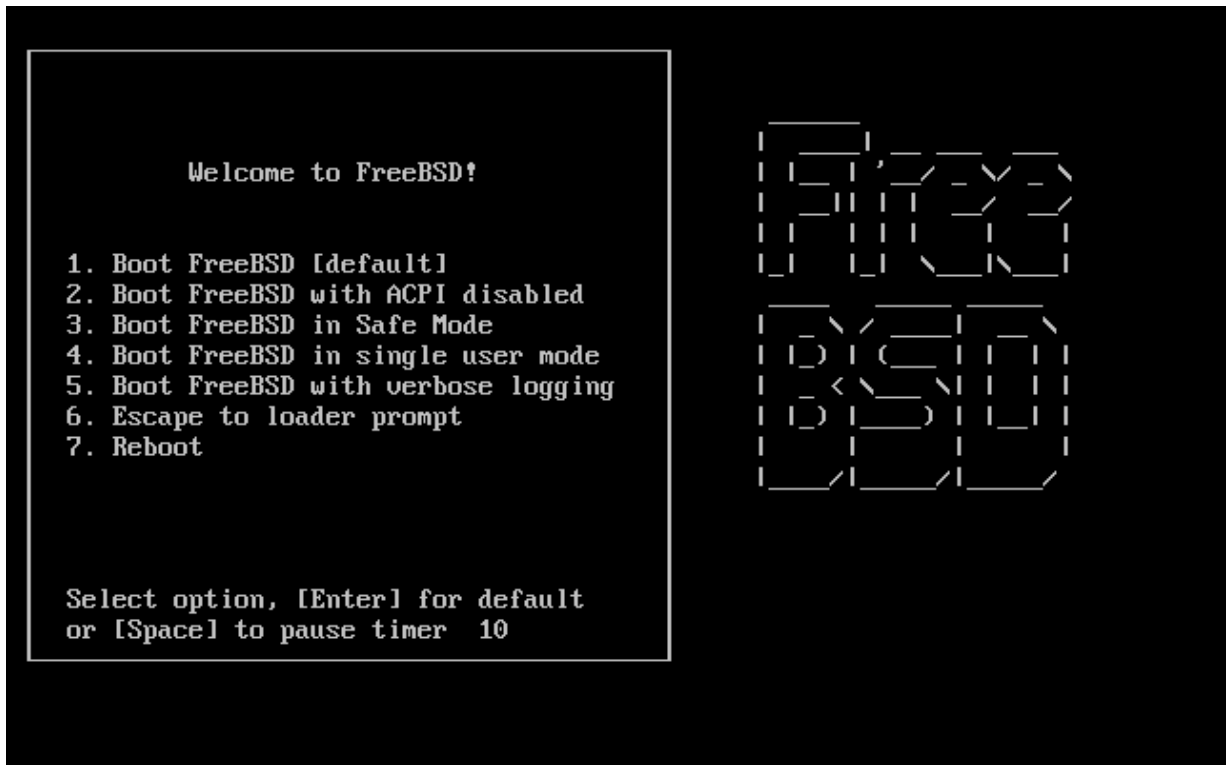 Welcome to FreeBSD!
1. Boot FreeBSD [default]
2. Boot FreeBSD with ACPI disabled
3. Boot FreeBSD in Safe Mode
4. Boot FreeBSD in single user mode
5. Boot FreeBSD with verbose logging
6. Escape to loader prompt
7. Reboot
Select option, [Enter] for default
or [Space] to pause timer  10
Free
BSD